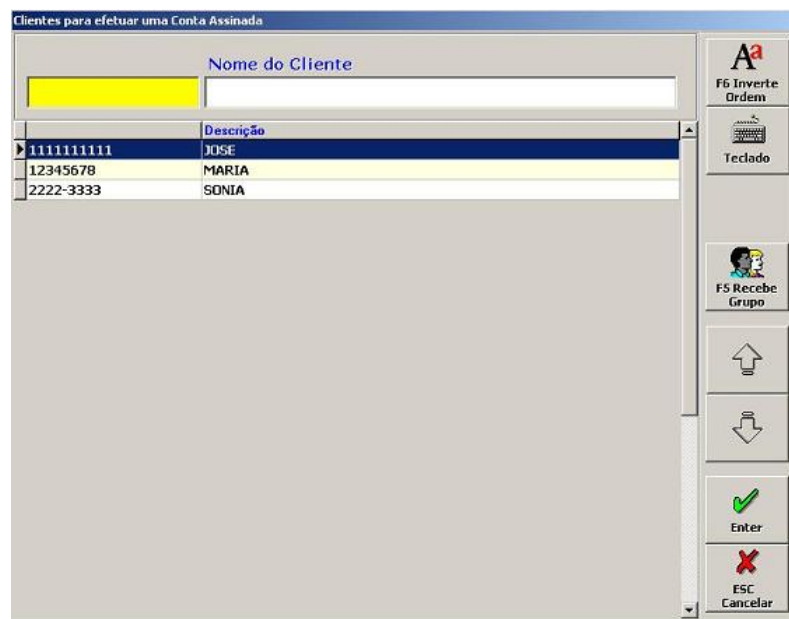 Clientes para efetuar uma Conta Assinada
Nome do Cliente
Descrição
1111111111 JOSE
12345678 MARIA
2222-3333 SONIA
Aa
F6 Inverte
Ordem
Teclado
F5 Recebe
Grupo
Enter
ESC
Cancelar